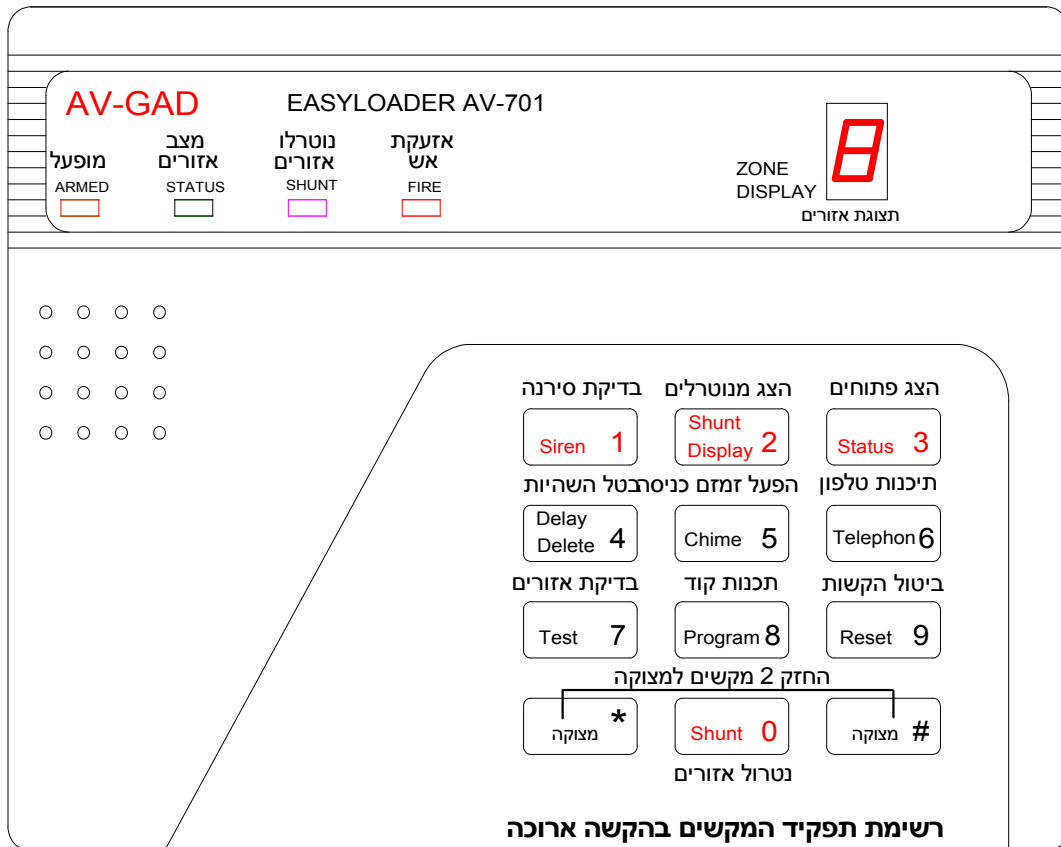 AV-GAD
EASYLOADER AV-701
מופעל
ARMED
מצב
אזורים
STATUS
נוטרלו
אזורים
SHUNT
אזעקת
אש
FIRE
ZONE
DISPLAY
8
תצוגת אזורים
בדיקת סירנה
הצג מנוטרלים
הצג פתוחים
Siren 1
Shunt
Display 2
Status 3
בטל השהיות
הפעל זמזם כניסה
תיכנות טלפון
Delay
Delete 4
Chime 5
Telephon 6
בדיקת אזורים
תכנות קוד
ביטול הקשות
Test 7
Program 8
Reset 9
החזק 2 מקשים למצוקה
מצוקה *
Shunt 0
מצוקה #
נטרול אזורים
רשימת תפקיד המקשים בהקשה ארוכה